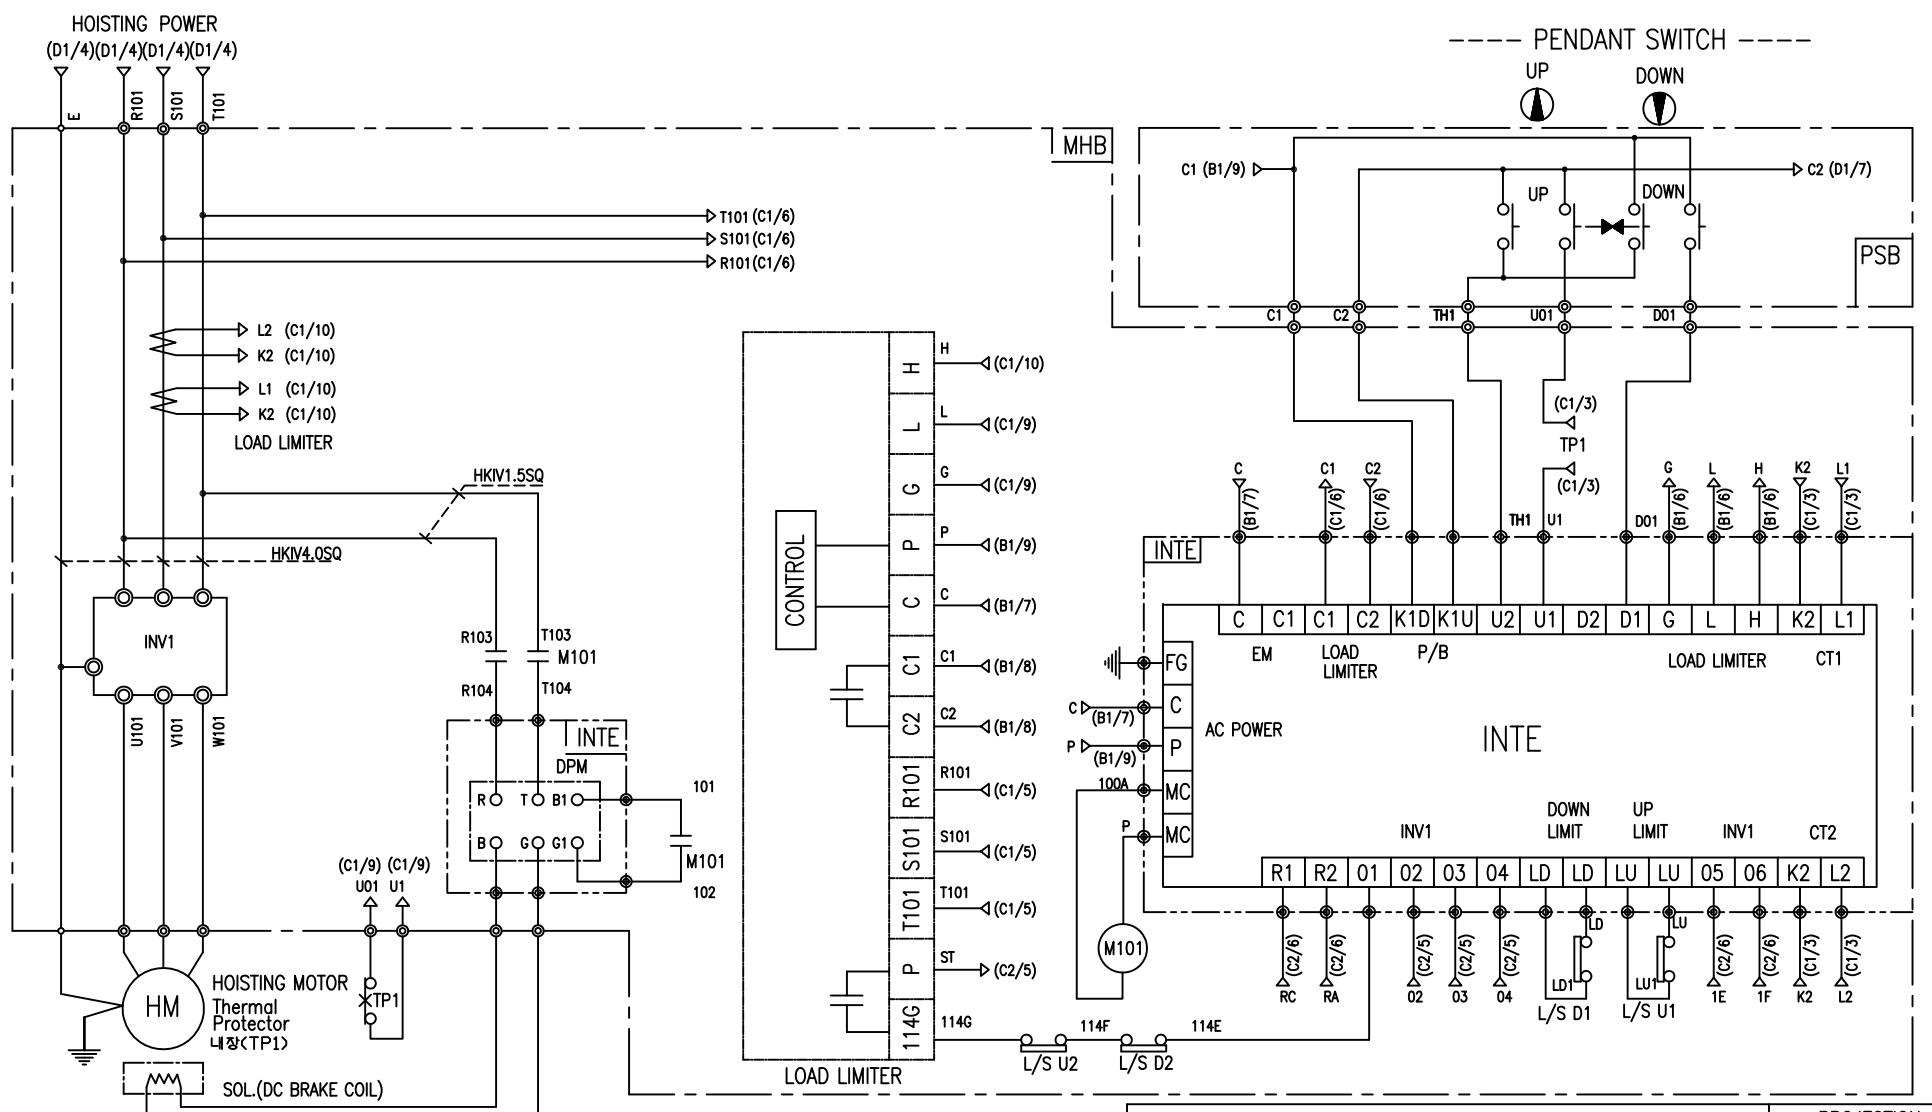 HOISTING POWER
(D1/4)(D1/4)(D1/4)(D1/4)
E
R101
S101
T101
MHB
T101 (C1/6)
S101 (C1/6)
R101 (C1/6)
L2 (C1/10)
K2 (C1/10)
L1 (C1/10)
K2 (C1/10)
LOAD LIMITER
HKIV1.5SQ
HKIV4.0SQ
INV1
U101
V101
W101
R103
T103
M101
R104
T104
INTE
DPM
R
T
B1
B
G
G1
101
M101
102
(C1/9) (C1/9)
U01
U1
TP1
HM
HOISTING MOTOR
Thermal
Protector
내장(TP1)
SOL.(DC BRAKE COIL)
CONTROL
H
L
G
P
C
C1
C2
R101
S101
T101
P
114G
H
(C1/10)
L
(C1/9)
G
(C1/9)
P
(B1/9)
C
(B1/7)
C1
(B1/8)
C2
(B1/8)
R101
(C1/5)
S101
(C1/5)
T101
(C1/5)
ST
(C2/5)
114G
LOAD LIMITER
L/S U2
114F
L/S D2
114E
PENDANT SWITCH
UP
DOWN
C1 (B1/9)
C2 (D1/7)
UP
DOWN
PSB
C1
C2
TH1
U01
D01
(C1/3)
TP1
(C1/3)
C
(B1/7)
C1
(C1/6)
C2
(C1/6)
TH1
U1
D01
G
(B1/6)
L
(B1/6)
H
(B1/6)
K2
(C1/3)
L1
(C1/3)
INTE
C C1 C1 C2 K1D K1U U2 U1 D2 D1 G L H K2 L1
EM
LOAD
LIMITER
P/B
LOAD LIMITER
CT1
FG
C
P
MC
MC
C
(B1/7)
P
(B1/9)
100A
P
M101
AC POWER
INTE
INV1
DOWN
LIMIT
UP
LIMIT
INV1
CT2
R1 R2 01 02 03 04 LD LD LU LU 05 06 K2 L2
(C2/6)
RC
(C2/6)
RA
(C2/5)
02
(C2/5)
03
(C2/5)
04
LD
LD1
L/S D1
LU
LU1
L/S U1
(C2/6)
1E
(C2/6)
1F
(C1/3)
K2
(C1/3)
L2